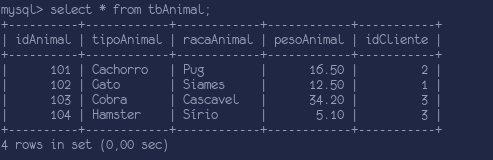 mysql> select * from tbAnimal;
+----------+------------+------------+------------+-----------+
| idAnimal | tipoAnimal | racaAnimal | pesoAnimal | idCliente |
+----------+------------+------------+------------+-----------+
|      101 | Cachorro   | Pug        |      16.50 |         2 |
|      102 | Gato       | Siames     |      12.50 |         1 |
|      103 | Cobra      | Cascavel   |      34.20 |         3 |
|      104 | Hamster    | Sírio      |       5.10 |         3 |
+----------+------------+------------+------------+-----------+
4 rows in set (0,00 sec)